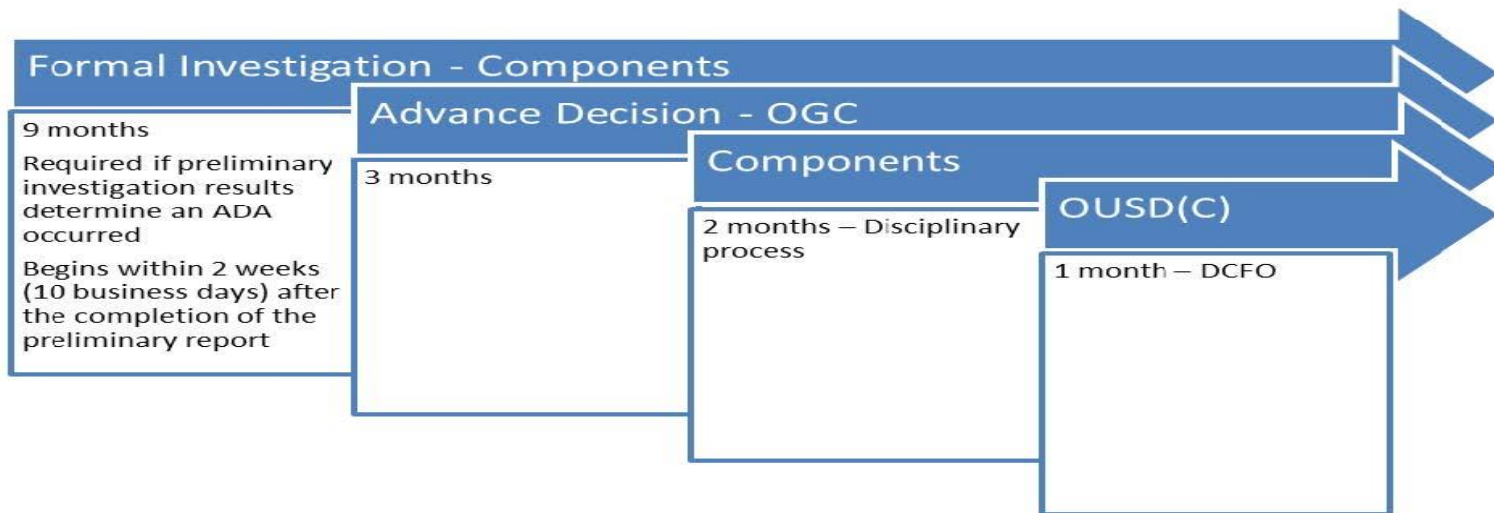 Formal Investigation - Components
9 months
Required if preliminary
investigation results
determine an ADA
occurred
Begins within 2 weeks
(10 business days) after
the completion of the
preliminary report
Advance Decision - OGC
3 months
Components
2 months – Disciplinary
process
OUSD(C)
1 month – DCFO